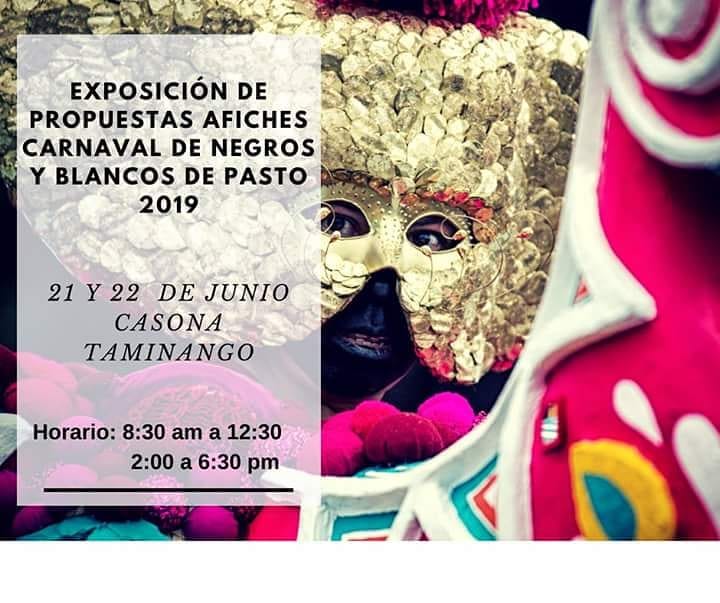 EXPOSICIÓN DE
PROPUESTAS AFICHES
CARNAVAL DE NEGROS
Y BLANCOS DE PASTO
2019
21 Y 22 DE JUNIO
CASONA
TAMINANGO
Horario: 8:30 am a 12:30
2:00 a 6:30 pm